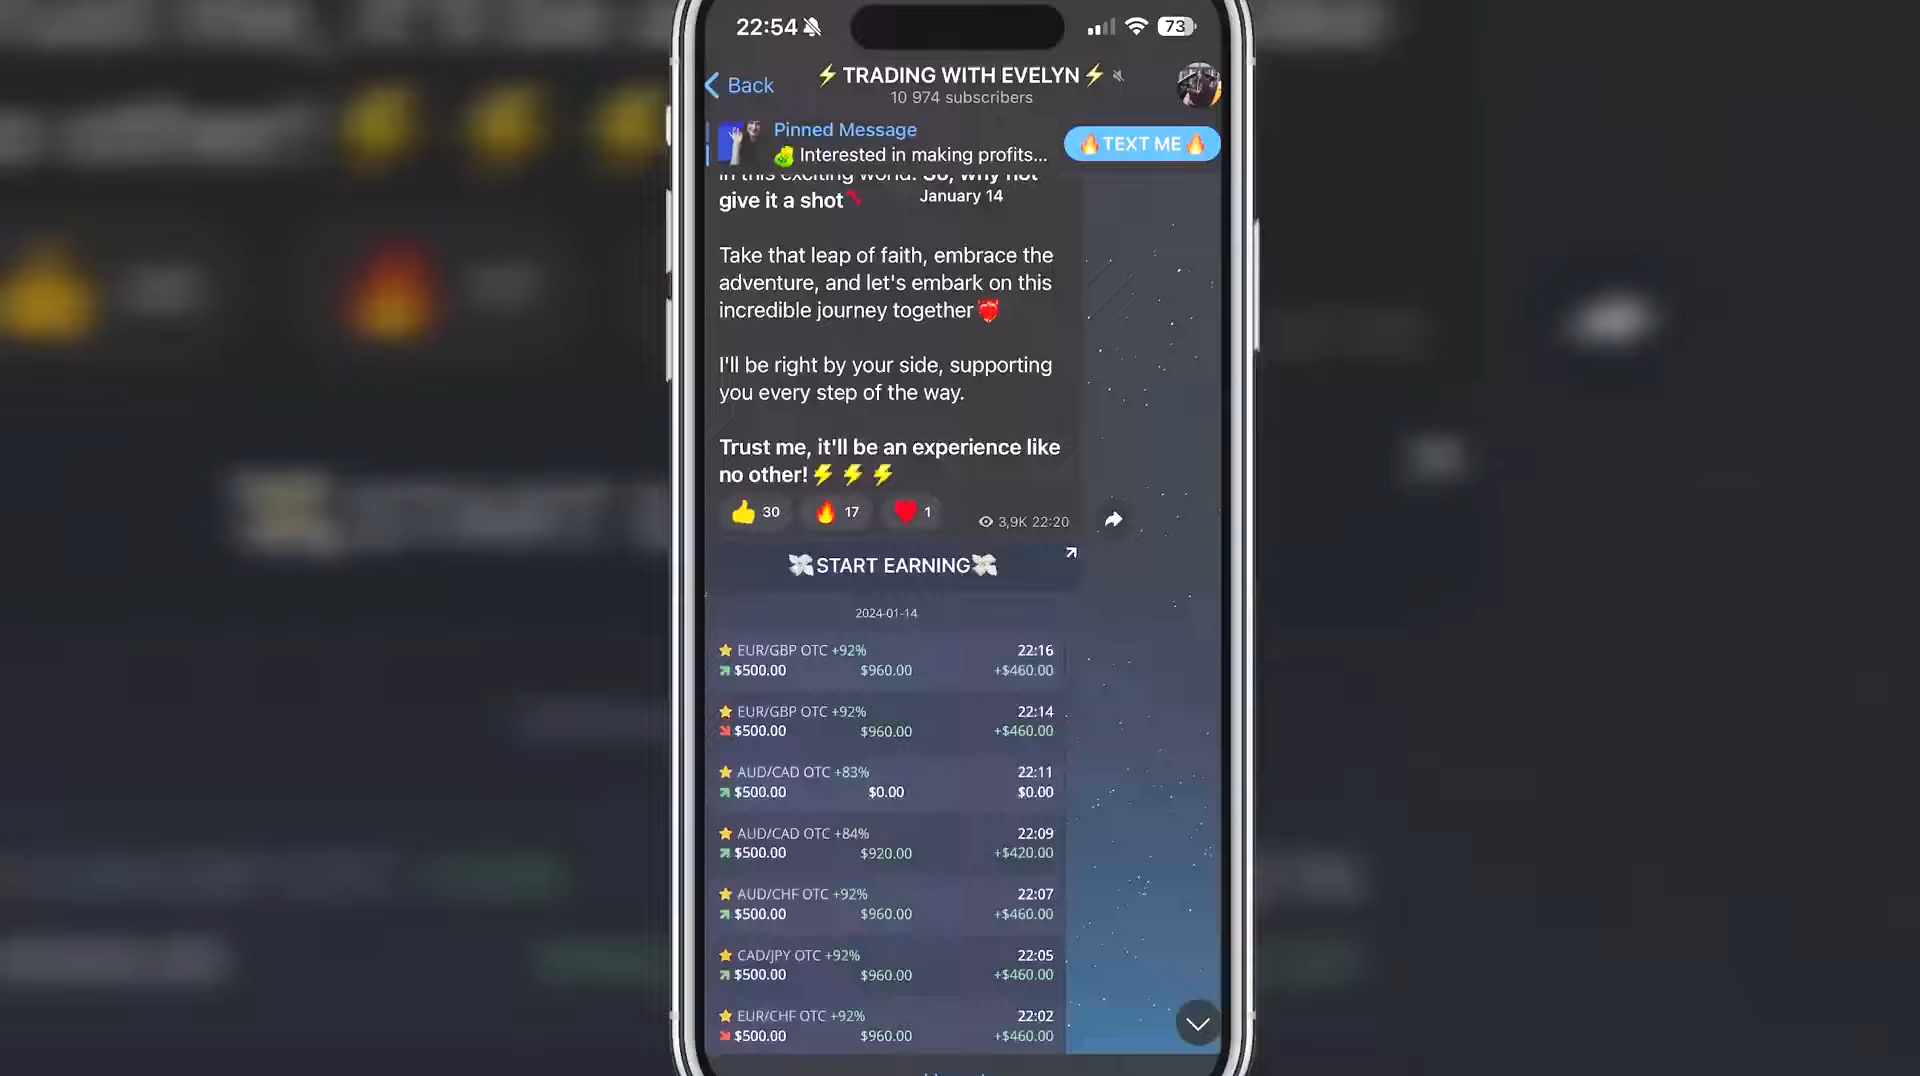 22:54
73
Back
⚡ TRADING WITH EVELYN ⚡
10 974 subscribers
Pinned Message
Interested in making profits...
🔥TEXT ME🔥
in this exciting world. So, why not
give it a shot
January 14
Take that leap of faith, embrace the
adventure, and let's embark on this
incredible journey together
I'll be right by your side, supporting
you every step of the way.
Trust me, it'll be an experience like
no other!⚡⚡⚡
👍 30 🔥 17 ❤️ 1
3,9K 22:20
💸START EARNING💸
2024-01-14
EUR/GBP OTC +92% 22:16
$500.00 $960.00 +$460.00
EUR/GBP OTC +92% 22:14
$500.00 $960.00 +$460.00
AUD/CAD OTC +83% 22:11
$500.00 $0.00 $0.00
AUD/CAD OTC +84% 22:09
$500.00 $920.00 +$420.00
AUD/CHF OTC +92% 22:07
$500.00 $960.00 +$460.00
CAD/JPY OTC +92% 22:05
$500.00 $960.00 +$460.00
EUR/CHF OTC +92% 22:02
$500.00 $960.00 +$460.00